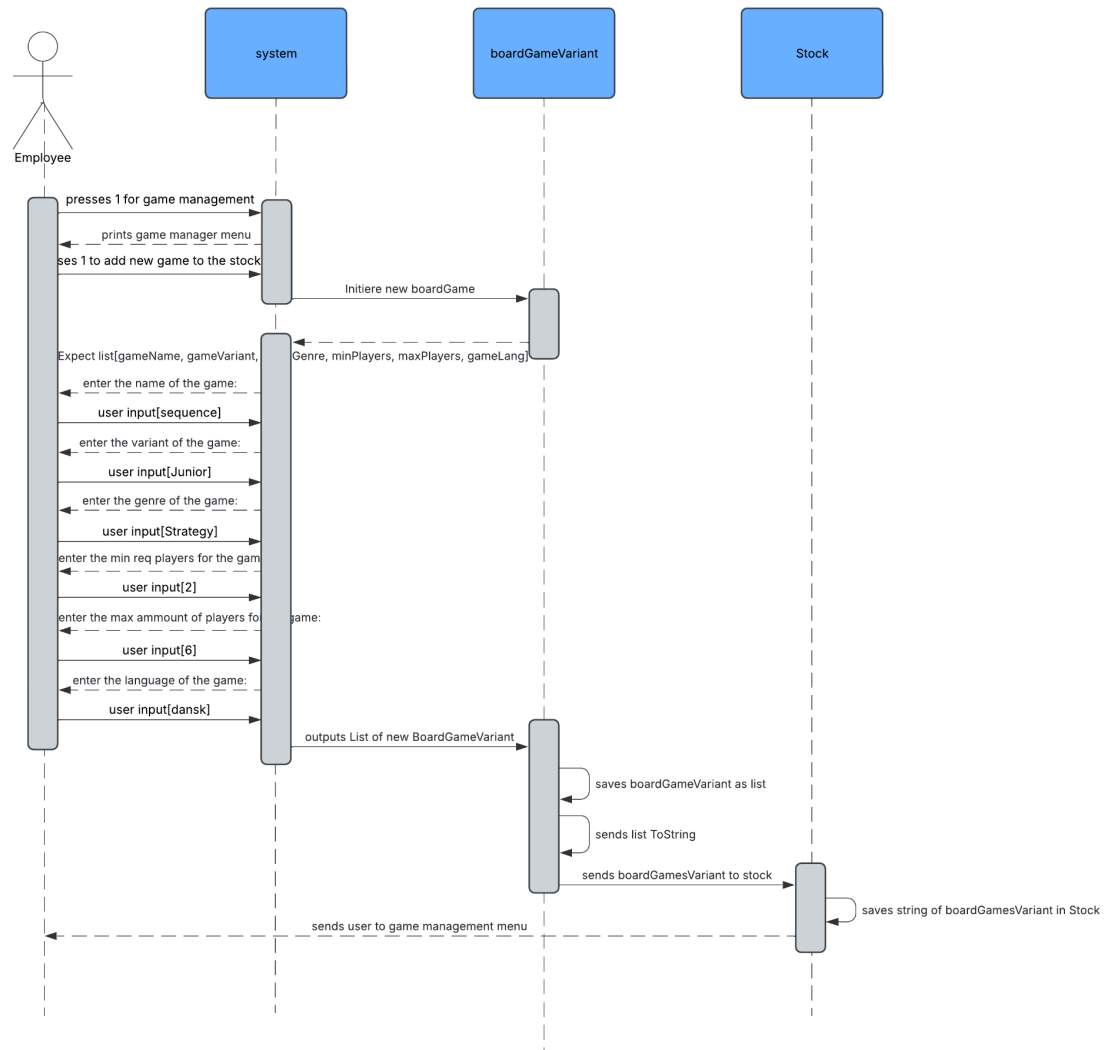 system
boardGameVariant
Stock
Employee
presses 1 for game management
prints game manager menu
ses 1 to add new game to the stock
Initiere new boardGame
Expect list[gameName, gameVariant, Genre, minPlayers, maxPlayers, gameLang]
enter the name of the game:
user input[sequence]
enter the variant of the game:
user input[Junior]
enter the genre of the game:
user input[Strategy]
enter the min req players for the gam
user input[2]
enter the max ammount of players fo game:
user input[6]
enter the language of the game:
user input[dansk]
outputs List of new BoardGameVariant
saves boardGameVariant as list
sends list ToString
sends boardGamesVariant to stock
saves string of boardGamesVariant in Stock
sends user to game management menu